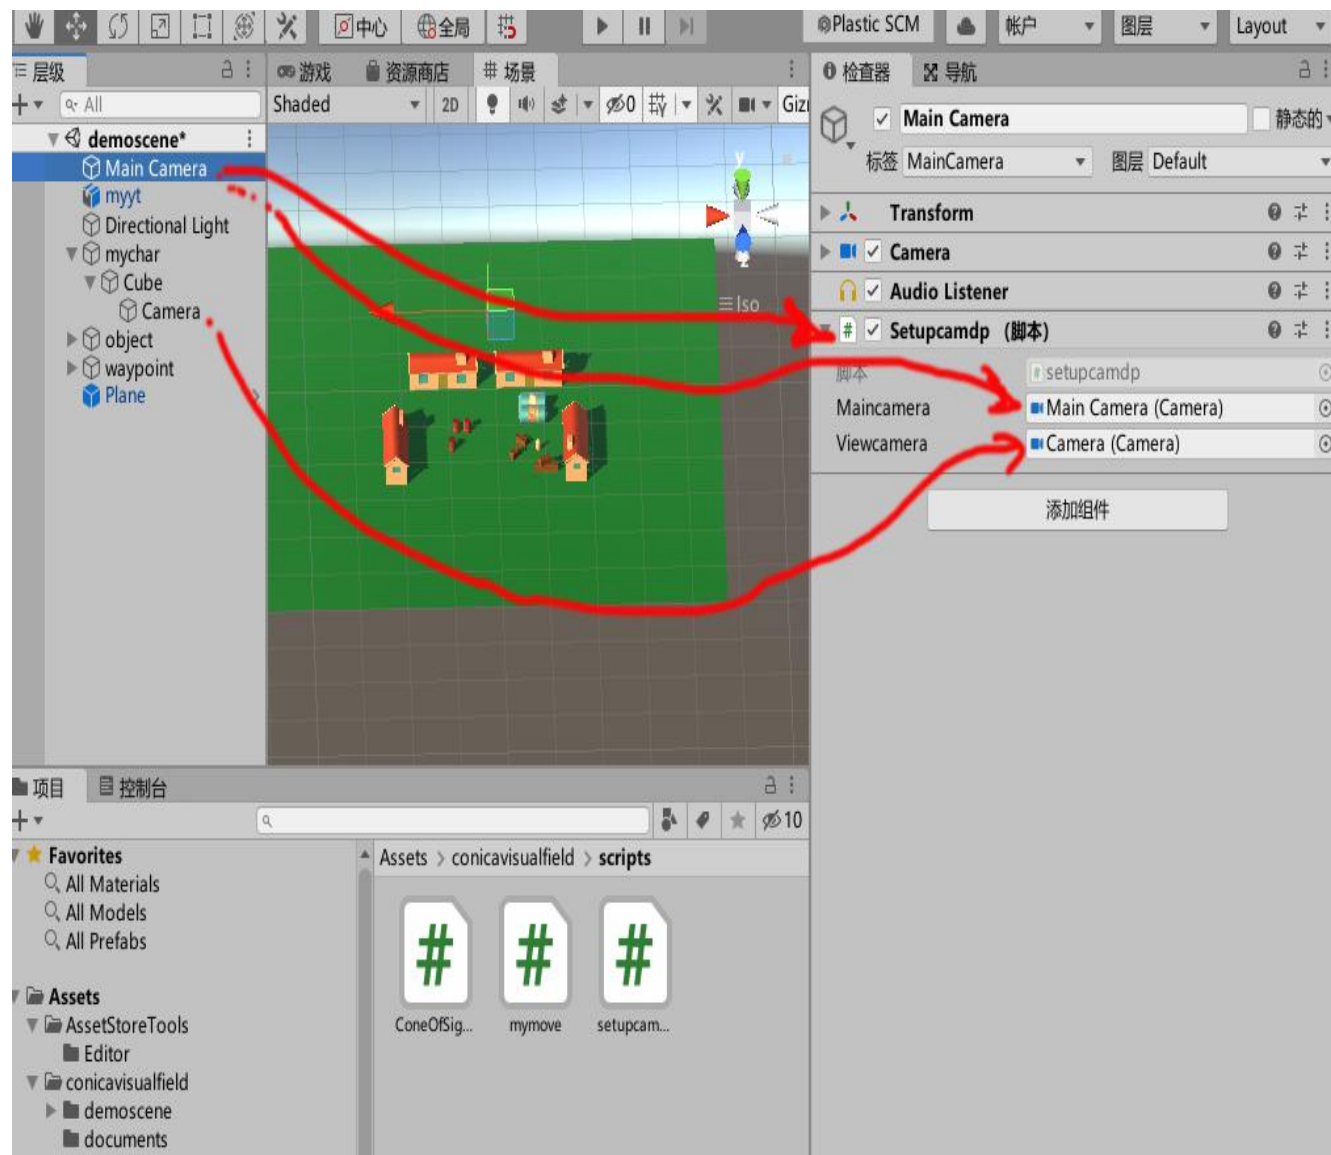 中心
全局
Plastic SCM
帐户
图层
Layout
层级
All
demoscene*
Main Camera
myyt
Directional Light
mychar
Cube
Camera
object
waypoint
Plane
游戏
资源商店
场景
Shaded
2D
0
Giz
y
z
Iso
检查器
导航
Main Camera
静态的
标签 MainCamera
图层 Default
Transform
Camera
Audio Listener
# Setupcamdp （脚本）
脚本 setupcamdp
Maincamera Main Camera (Camera)
Viewcamera Camera (Camera)
添加组件
项目
控制台
10
Favorites
All Materials
All Models
All Prefabs
Assets
AssetStoreTools
Editor
conicavisualfield
demoscene
documents
Assets > conicavisualfield > scripts
# # #
ConeOfSig... mymove setupcam...